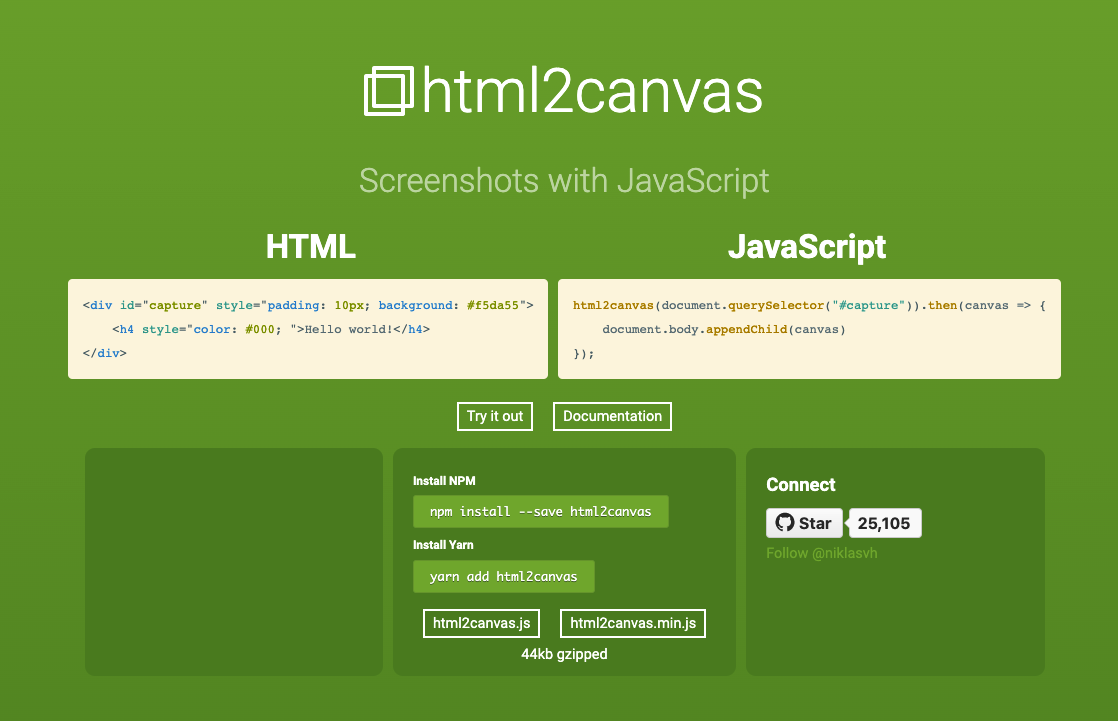 html2canvas
Screenshots with JavaScript
HTML
<div id="capture" style="padding: 10px; background: #f5da55">
    <h4 style="color: #000; ">Hello world!</h4>
</div>
JavaScript
html2canvas(document.querySelector("#capture")).then(canvas => {
    document.body.appendChild(canvas)
});
Try it out
Documentation
Install NPM
npm install --save html2canvas
Install Yarn
yarn add html2canvas
html2canvas.js
html2canvas.min.js
44kb gzipped
Connect
Star
25,105
Follow @niklasvh